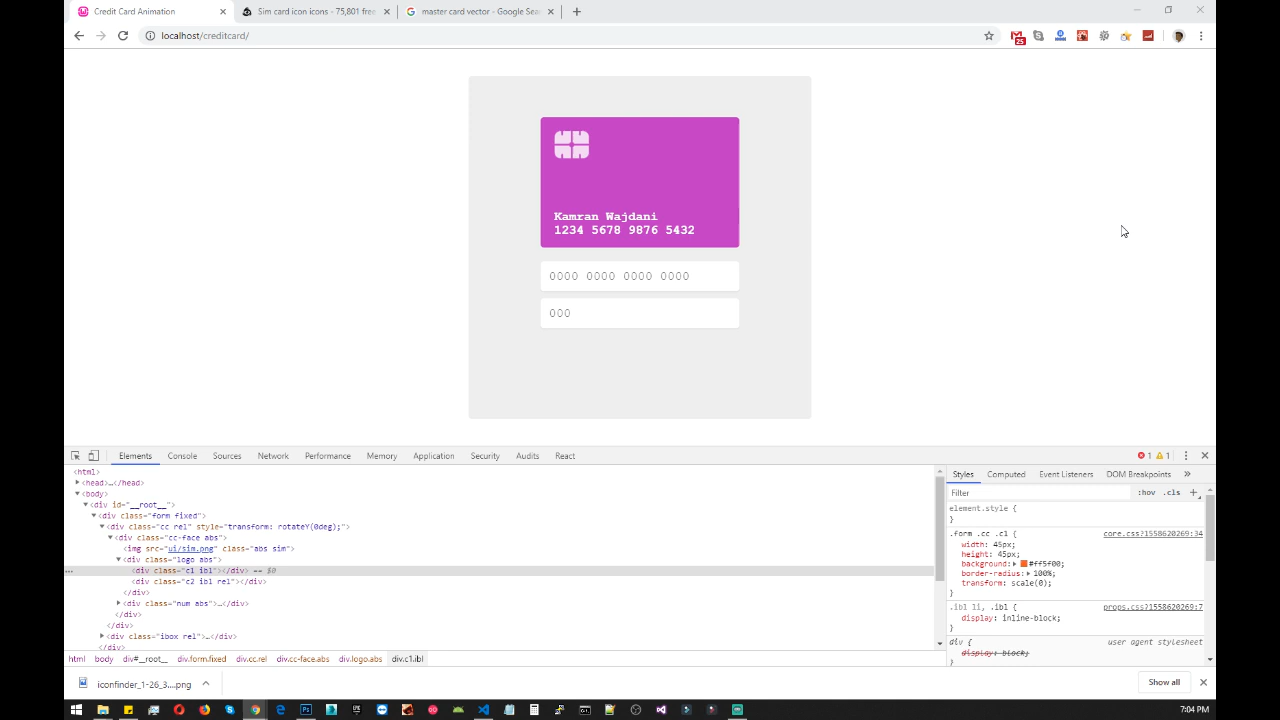 Credit Card Animation
Sim card icon icons - 75,801 free
master card vector - Google Sear
localhost/creditcard/
25
Kamran Wajdani
1234 5678 9876 5432
0000 0000 0000 0000
000
Elements Console Sources Network Performance Memory Application Security Audits React
1 1
<html>
<head>…</head>
<body>
<div id="__root__">
<div class="form fixed">
<div class="cc rel" style="transform: rotateY(0deg);">
<div class="cc-face abs">
<img src="ui/sim.png" class="abs sim">
<div class="logo abs">
<div class="c1 ibl"></div> == $0
<div class="c2 ibl rel"></div>
</div>
<div class="num abs">…</div>
</div>
</div>
<div class="ibox rel">…</div>
</div>
html body div#__root__ div.form.fixed div.cc.rel div.cc-face.abs div.logo.abs div.c1.ibl
Styles Computed Event Listeners DOM Breakpoints »
Filter :hov .cls +
element.style {
}
.form .cc .c1 { core.css?1558620269:34
width: 45px;
height: 45px;
background: #ff5f00;
border-radius: 100%;
transform: scale(0);
}
.ibl li, .ibl { props.css?1558620269:7
display: inline-block;
}
div { user agent stylesheet
display: block;
}
iconfinder_1-26_3....png
Show all
7:04 PM